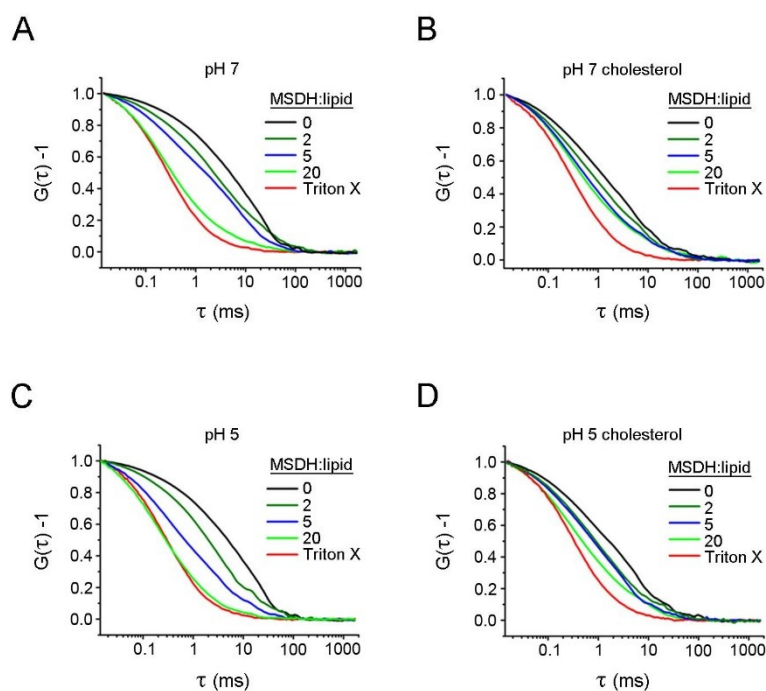 A
pH 7
MSDH:lipid
0
2
5
20
Triton X
1.0
0.8
0.6
0.4
0.2
0.0
G(τ) -1
0.1 1 10 100 1000
τ (ms)
B
pH 7 cholesterol
MSDH:lipid
0
2
5
20
Triton X
1.0
0.8
0.6
0.4
0.2
0.0
G(τ) -1
0.1 1 10 100 1000
τ (ms)
C
pH 5
MSDH:lipid
0
2
5
20
Triton X
1.0
0.8
0.6
0.4
0.2
0.0
G(τ) -1
0.1 1 10 100 1000
τ (ms)
D
pH 5 cholesterol
MSDH:lipid
0
2
5
20
Triton X
1.0
0.8
0.6
0.4
0.2
0.0
G(τ) -1
0.1 1 10 100 1000
τ (ms)